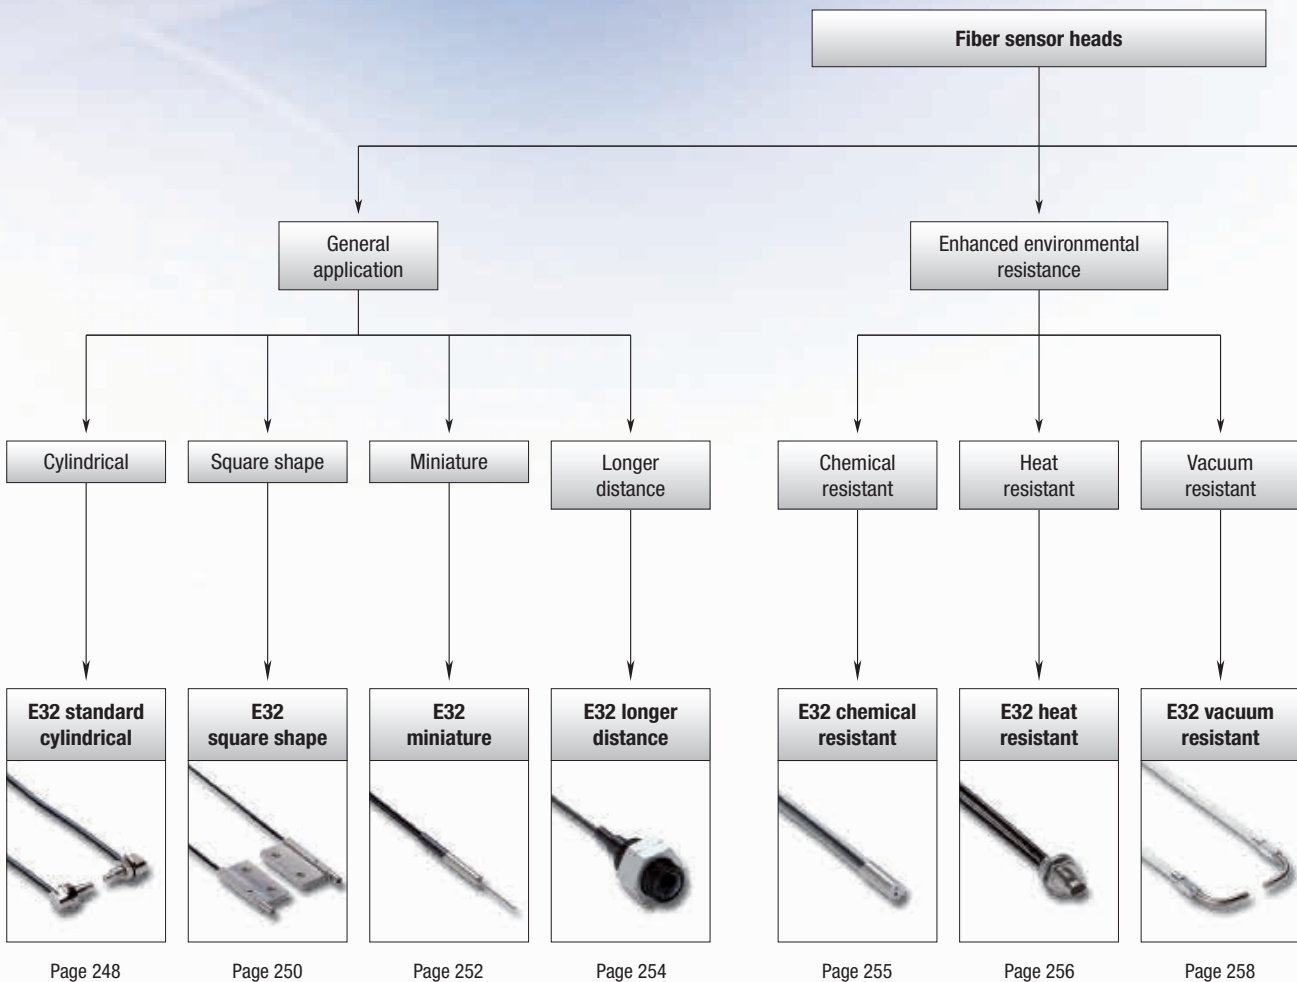 Fiber sensor heads
General
application
Enhanced environmental
resistance
Cylindrical
Square shape
Miniature
Longer
distance
Chemical
resistant
Heat
resistant
Vacuum
resistant
E32 standard
cylindrical
E32
square shape
E32
miniature
E32 longer
distance
E32 chemical
resistant
E32 heat
resistant
E32 vacuum
resistant
Page 248
Page 250
Page 252
Page 254
Page 255
Page 256
Page 258